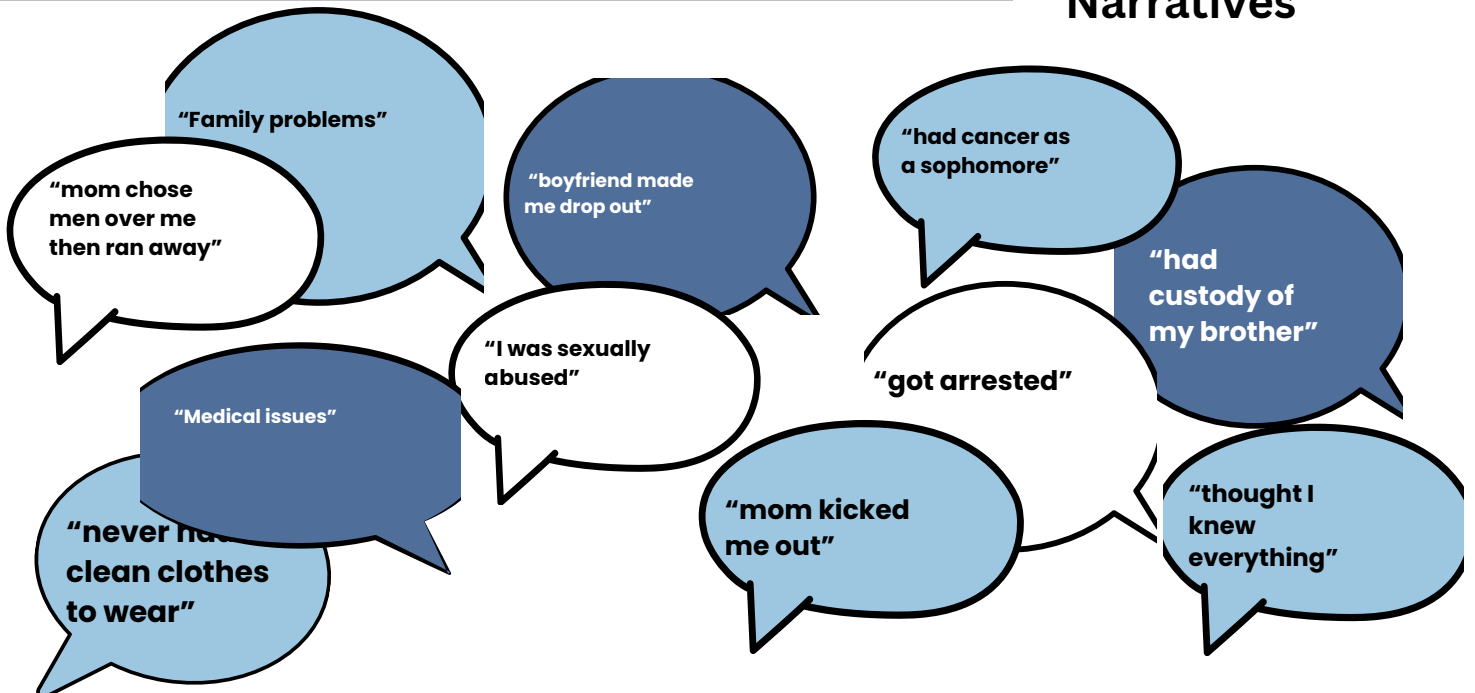 Narratives
“Family problems”
“mom chose
men over me
then ran away”
“boyfriend made
me drop out”
“had cancer as
a sophomore”
“had
custody of
my brother”
“I was sexually
abused”
“got arrested”
“Medical issues”
“never
clean clothes
to wear”
“mom kicked
me out”
“thought I
knew
everything”